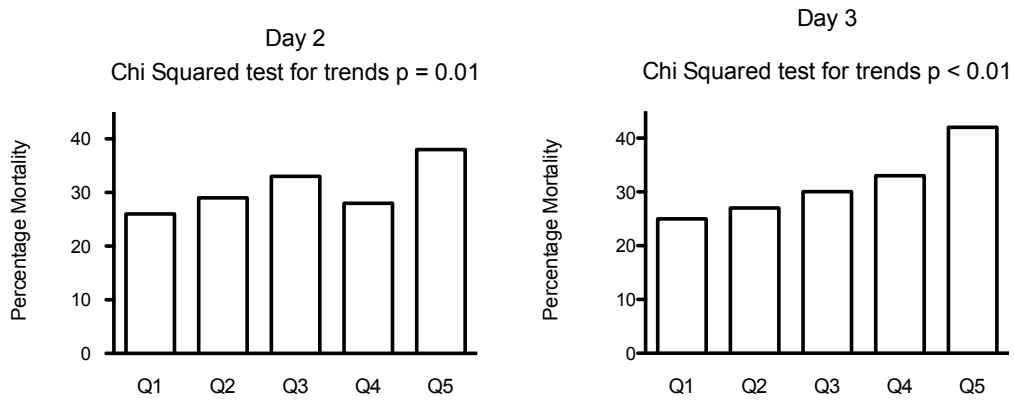 Day 2
Chi Squared test for trends p = 0.01
Percentage Mortality
40
30
20
10
0
Q1 Q2 Q3 Q4 Q5
Day 3
Chi Squared test for trends p < 0.01
Percentage Mortality
40
30
20
10
0
Q1 Q2 Q3 Q4 Q5